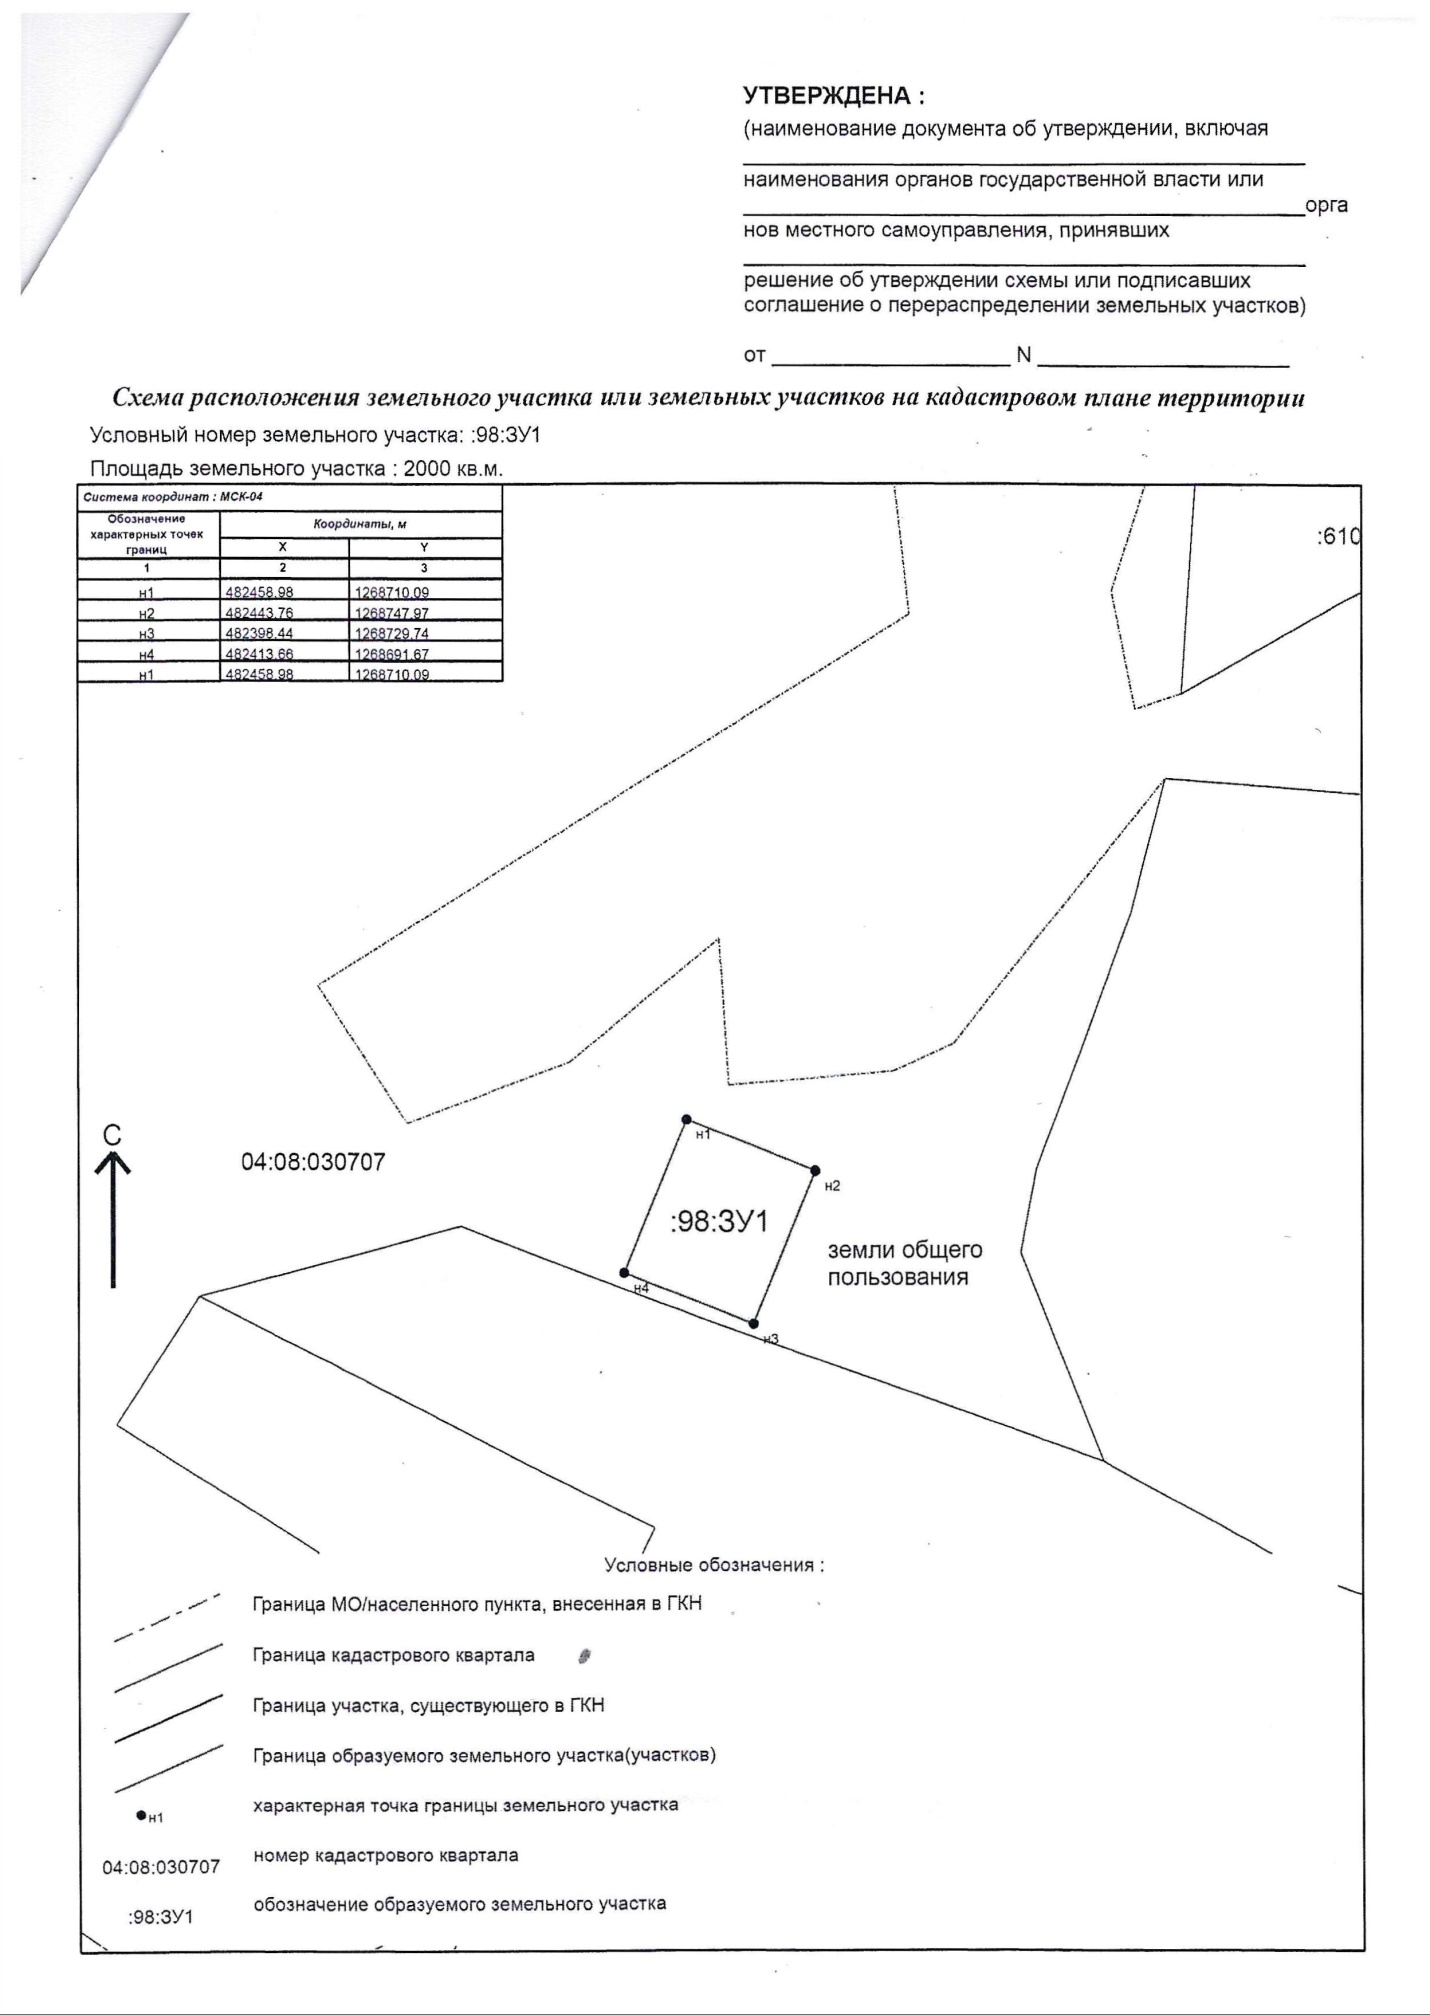 УТВЕРЖДЕНА :
(наименование документа об утверждении, включая
наименования органов государственной власти или
орга
нов местного самоуправления, принявших
решение об утверждении схемы или подписавших
соглашение о перераспределении земельных участков)
от N
Схема расположения земельного участка или земельных участков на кадастровом плане территории
Условный номер земельного участка: :98:ЗУ1
Площадь земельного участка : 2000 кв.м.
Система координат : МСК-04
Обозначение характерных точек границ
Координаты, м
X Y
1 2 3
н1 482458.98 1268710.09
н2 482443.76 1268747.97
н3 482398.44 1268729.74
н4 482413.66 1268691.67
н1 482458.98 1268710.09
:610
С
04:08:030707
н1
н2
:98:ЗУ1
земли общего
пользования
н4
н3
Условные обозначения :
Граница МО/населенного пункта, внесенная в ГКН
Граница кадастрового квартала
Граница участка, существующего в ГКН
Граница образуемого земельного участка(участков)
н1 характерная точка границы земельного участка
04:08:030707 номер кадастрового квартала
:98:ЗУ1 обозначение образуемого земельного участка